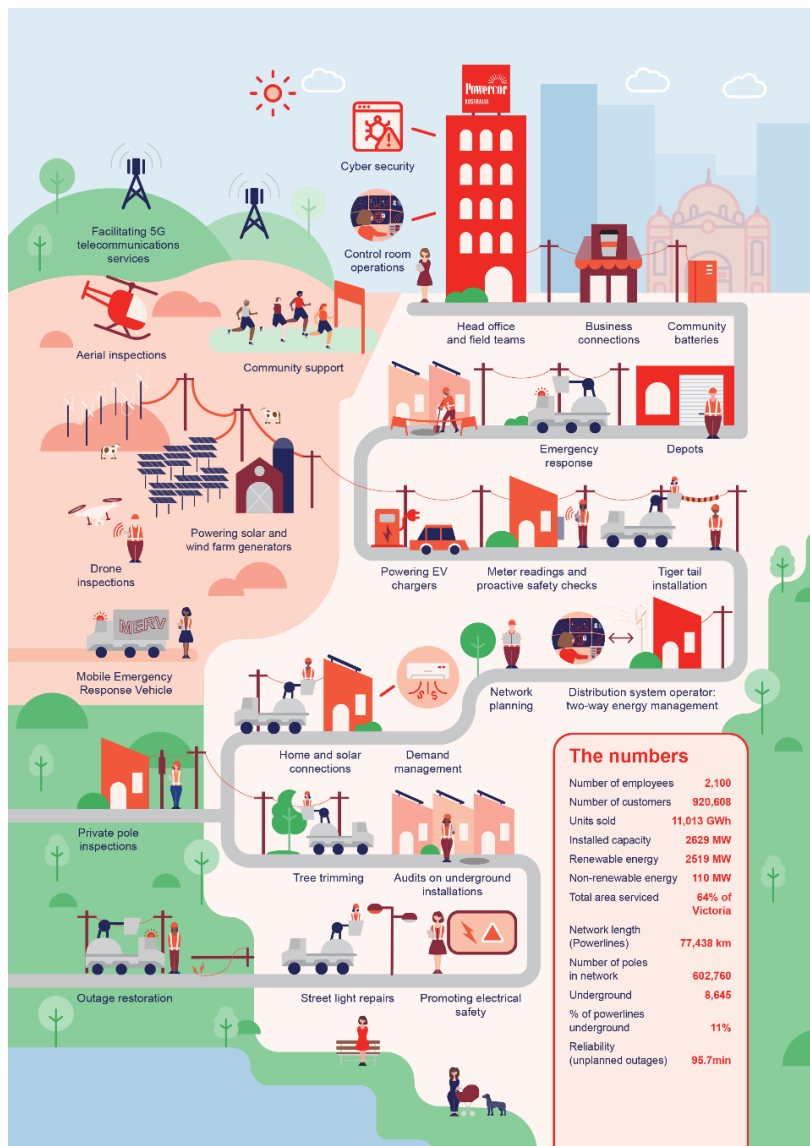 Powercor
AUSTRALIA
Cyber security
Facilitating 5G
telecommunications
services
Control room
operations
Head office
and field teams
Business
connections
Community
batteries
Aerial inspections
Community support
Emergency
response
Depots
Powering solar and
wind farm generators
Drone
inspections
Powering EV
chargers
Meter readings and
proactive safety checks
Tiger tail
installation
MERV
Mobile Emergency
Response Vehicle
Network
planning
Distribution system operator:
two-way energy management
$ $
Home and solar
connections
Demand
management
Private pole
inspections
Tree trimming
Audits on underground
installations
Outage restoration
Street light repairs
Promoting electrical
safety
The numbers
Number of employees 2,100
Number of customers 920,608
Units sold 11,013 GWh
Installed capacity 2629 MW
Renewable energy 2519 MW
Non-renewable energy 110 MW
Total area serviced 64% of
Victoria
Network length
(Powerlines) 77,438 km
Number of poles
in network 602,760
Underground 8,645
% of powerlines
underground 11%
Reliability
(unplanned outages) 95.7min